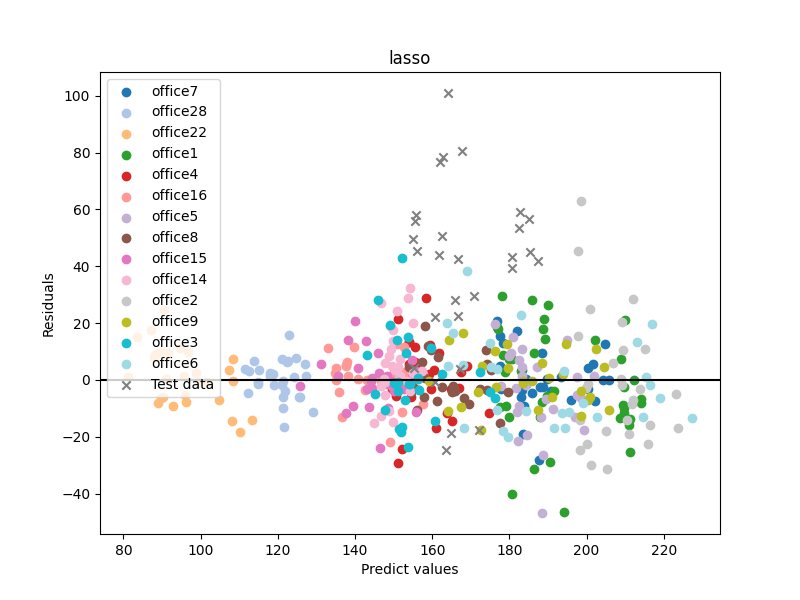 lasso
office7
office28
office22
office1
office4
office16
office5
office8
office15
office14
office2
office9
office3
office6
Test data
100
80
60
40
20
0
−20
−40
Residuals
80 100 120 140 160 180 200 220
Predict values